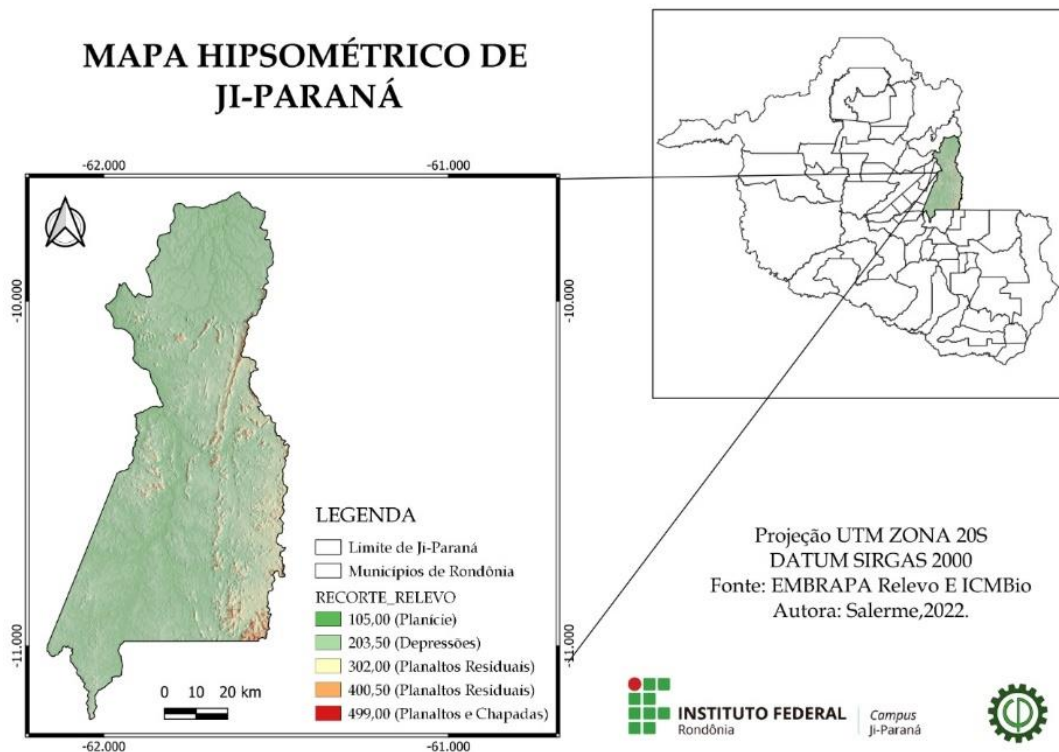 MAPA HIPSOMÉTRICO DE
JI-PARANÁ
-62.000
-61.000
-10.000
-10.000
-11.000
-11.000
LEGENDA
Limite de Ji-Paraná
Municípios de Rondônia
RECORTE_RELEVO
105,00 (Planície)
203,50 (Depressões)
302,00 (Planaltos Residuais)
400,50 (Planaltos Residuais)
499,00 (Planaltos e Chapadas)
0 10 20 km
-62.000
-61.000
Projeção UTM ZONA 20S
DATUM SIRGAS 2000
Fonte: EMBRAPA Relevo E ICMBio
Autora: Salerme,2022.
INSTITUTO FEDERAL
Rondônia
Campus
Ji-Paraná